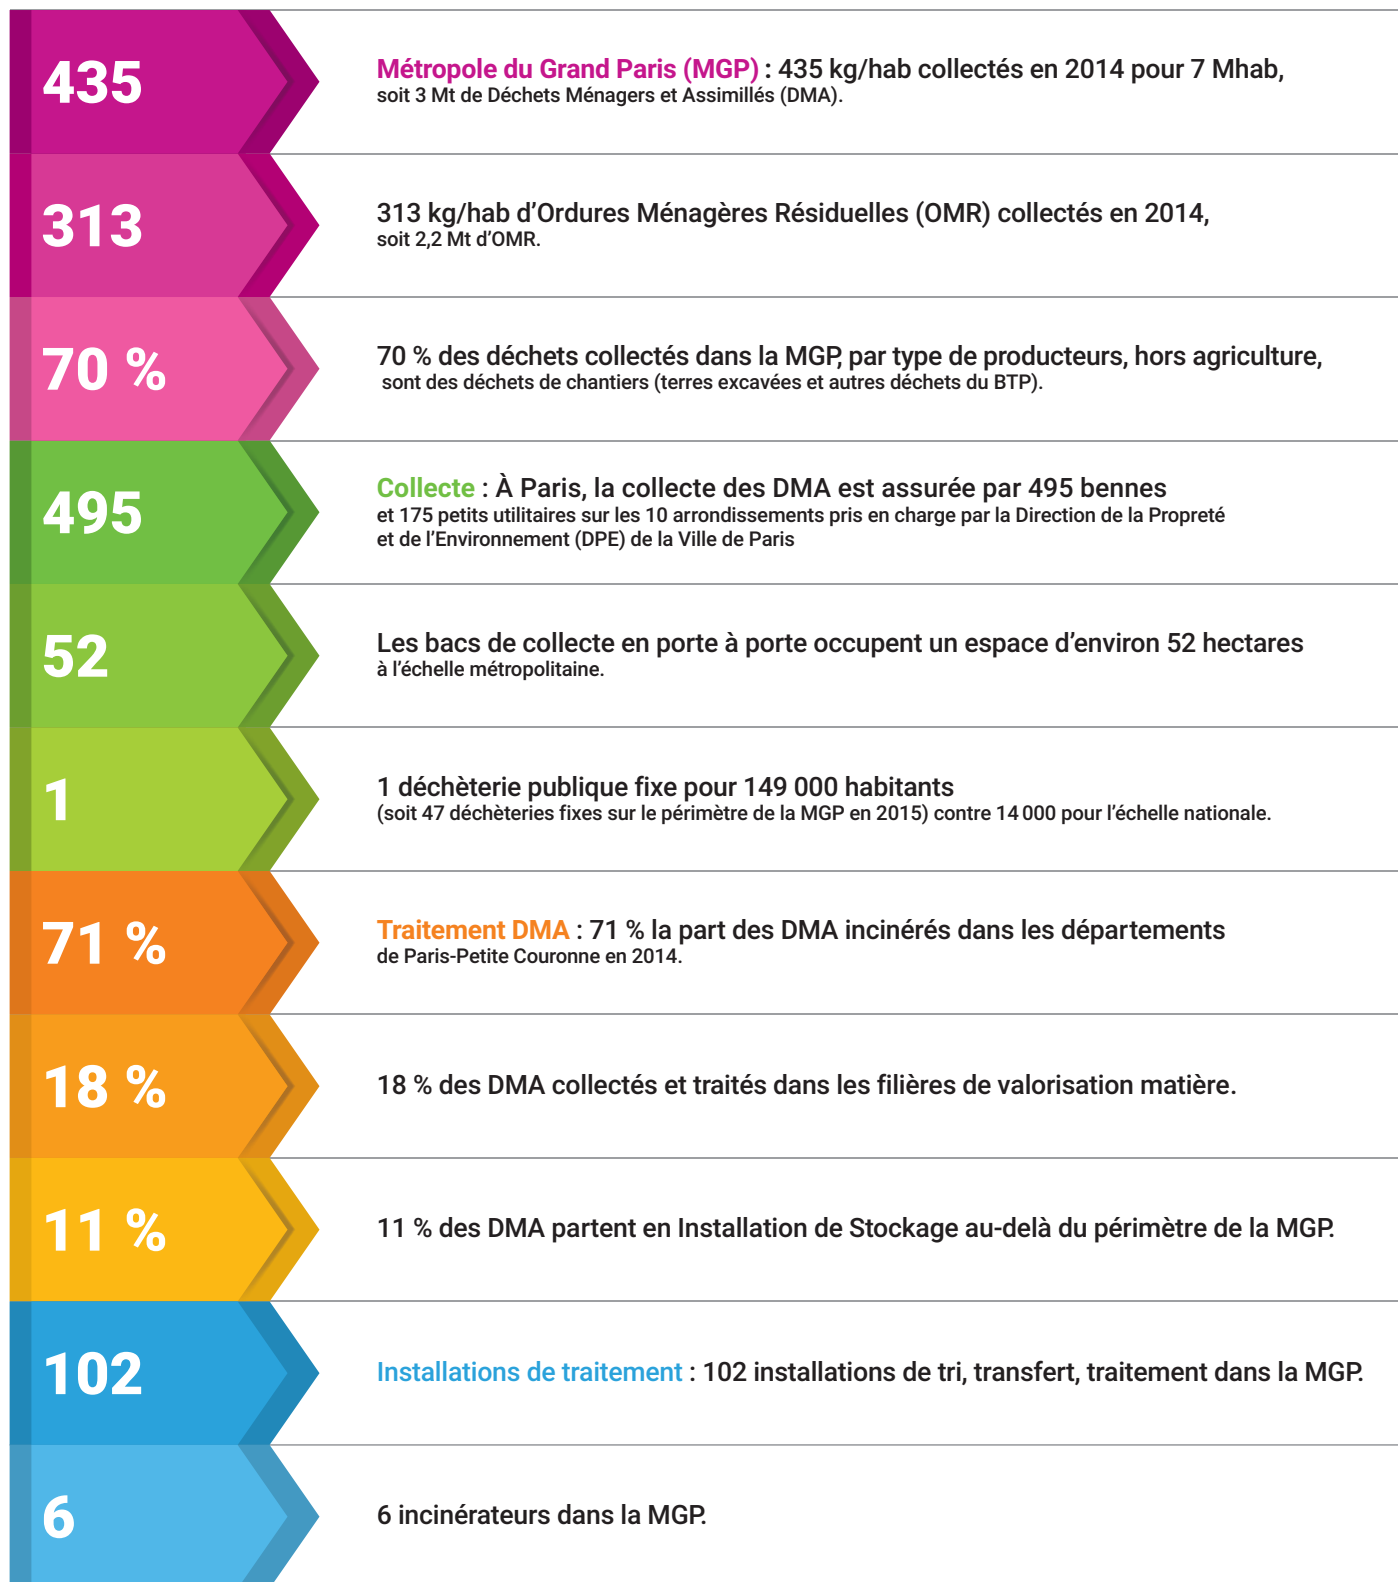 435
Métropole du Grand Paris (MGP) : 435 kg/hab collectés en 2014 pour 7 Mhab,
soit 3 Mt de Déchets Ménagers et Assimillés (DMA).
313
313 kg/hab d’Ordures Ménagères Résiduelles (OMR) collectés en 2014,
soit 2,2 Mt d’OMR.
70 %
70 % des déchets collectés dans la MGP, par type de producteurs, hors agriculture,
sont des déchets de chantiers (terres excavées et autres déchets du BTP).
495
Collecte : À Paris, la collecte des DMA est assurée par 495 bennes
et 175 petits utilitaires sur les 10 arrondissements pris en charge par la Direction de la Propreté
et de l’Environnement (DPE) de la Ville de Paris
52
Les bacs de collecte en porte à porte occupent un espace d’environ 52 hectares
à l’échelle métropolitaine.
1
1 déchèterie publique fixe pour 149 000 habitants
(soit 47 déchèteries fixes sur le périmètre de la MGP en 2015) contre 14 000 pour l’échelle nationale.
71 %
Traitement DMA : 71 % la part des DMA incinérés dans les départements
de Paris-Petite Couronne en 2014.
18 %
18 % des DMA collectés et traités dans les filières de valorisation matière.
11 %
11 % des DMA partent en Installation de Stockage au-delà du périmètre de la MGP.
102
Installations de traitement : 102 installations de tri, transfert, traitement dans la MGP.
6
6 incinérateurs dans la MGP.